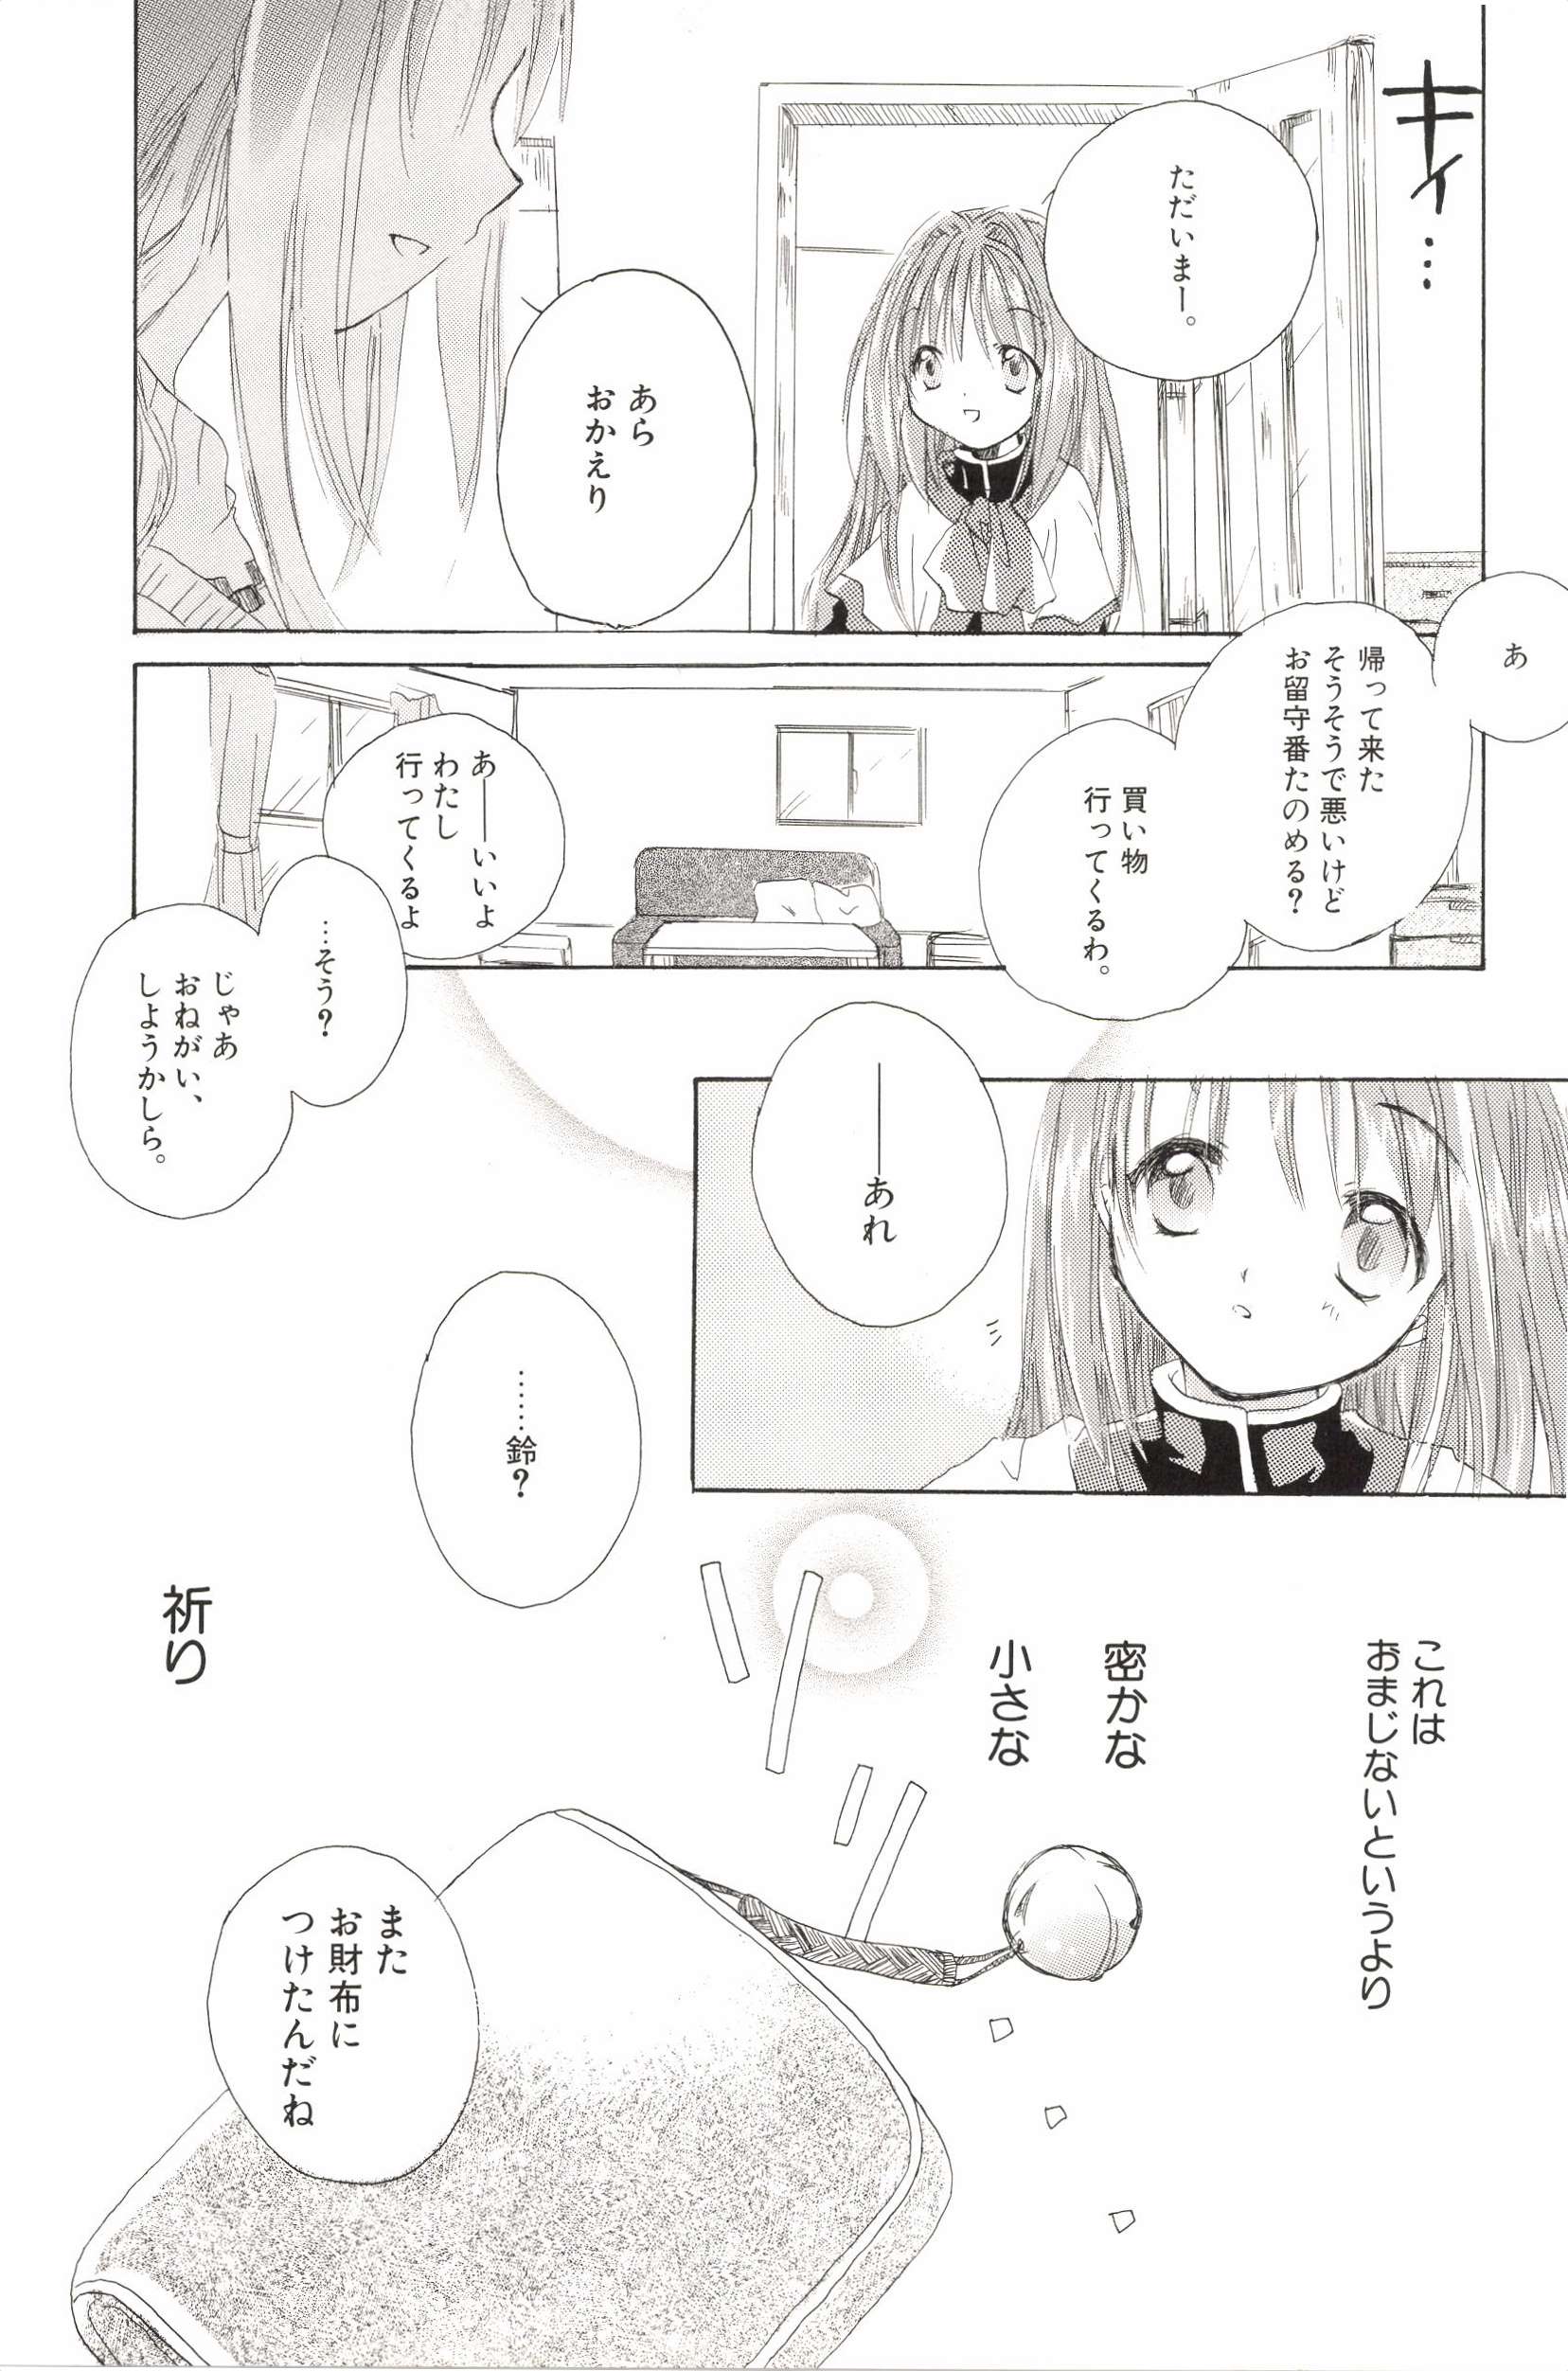 キィ…
ただいまー。
あら
おかえり
あ
帰って来た
そうそうで悪いけど
お留守番たのめる?
買い物
行ってくるわ。
あ──いいよ
わたし
行ってくるよ
…そう?
じゃあ
おねがい、
しようかしら。
───あれ
……鈴?
これは
おまじないというより
密かな
小さな
祈り
また
お財布に
つけたんだね